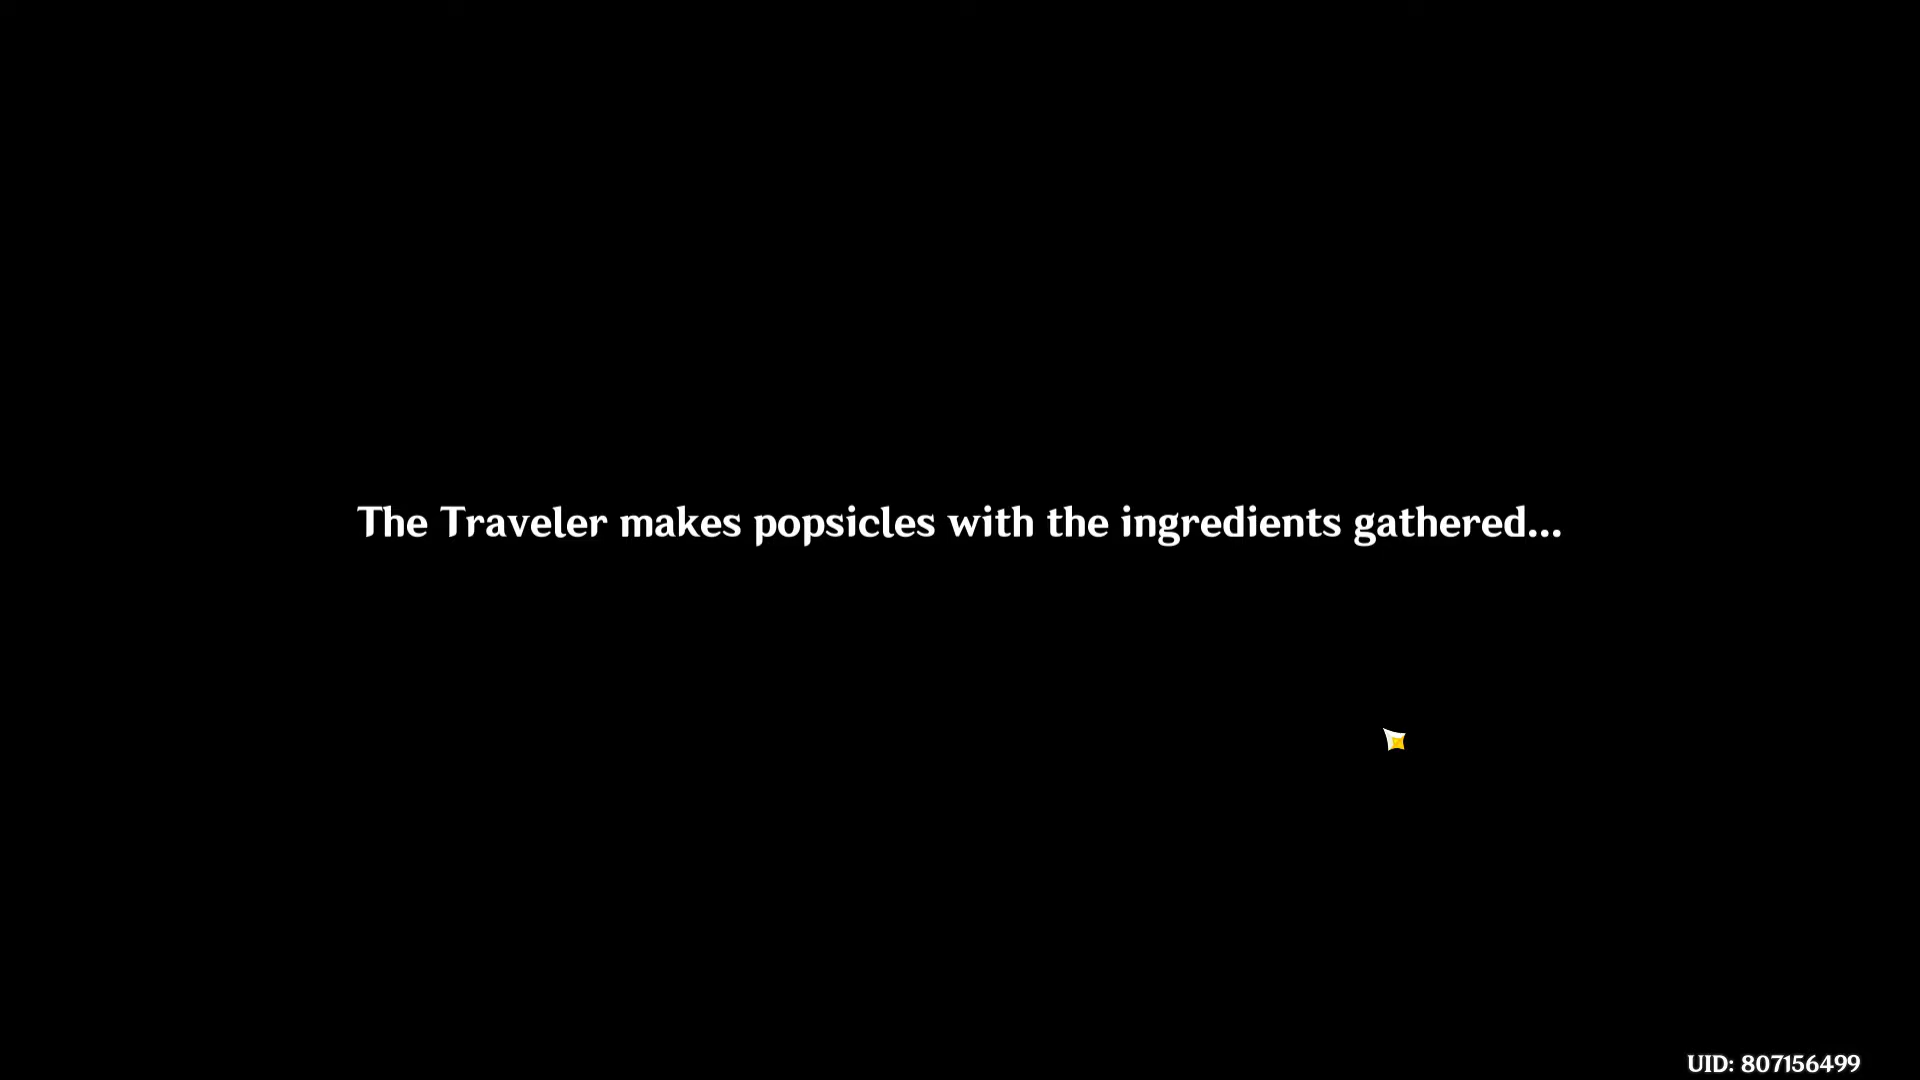 The Traveler makes popsicles with the ingredients gathered...
UID: 807156499